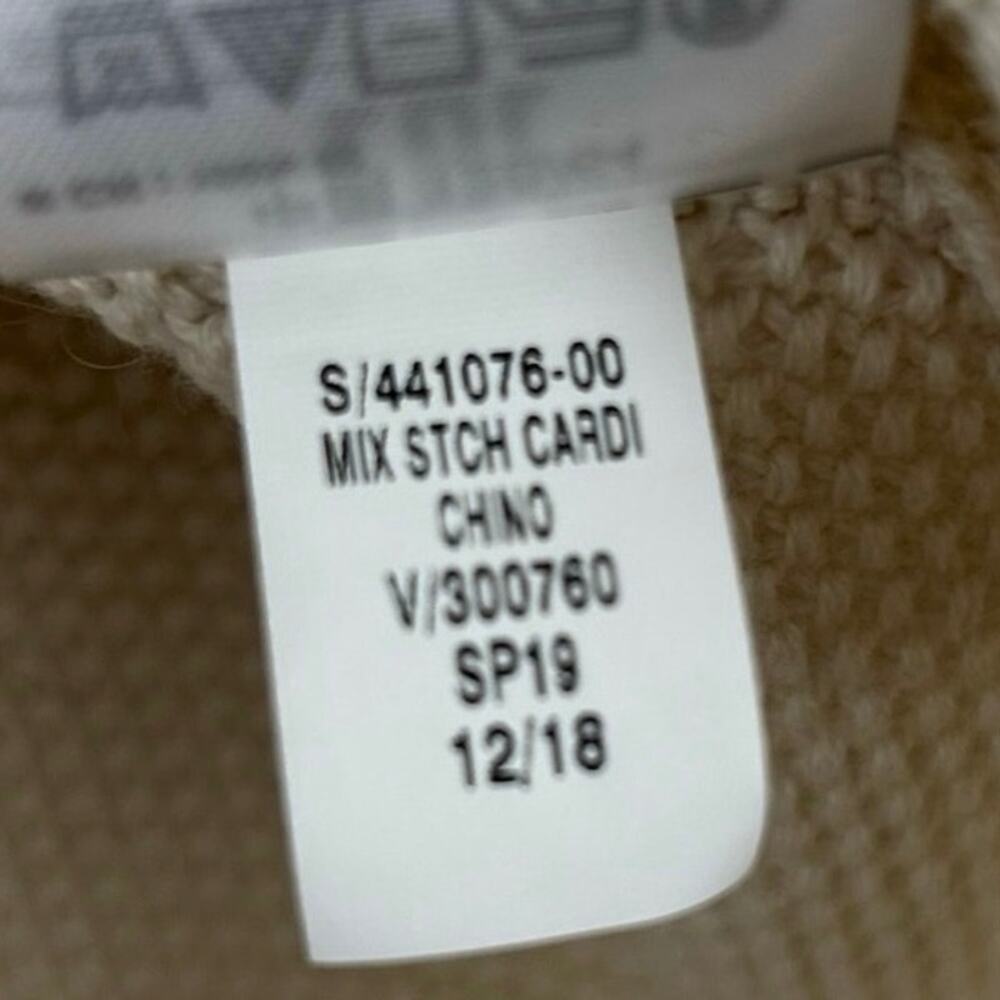 S/441076-00
MIX STCH CARDI
CHINO
V/300760
SP19
12/18